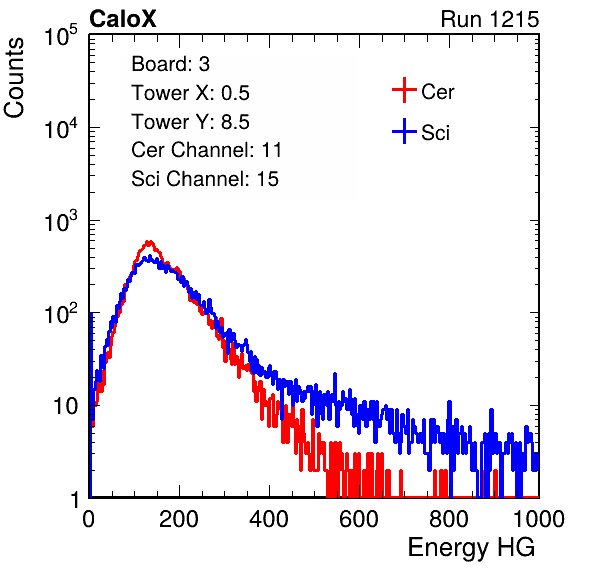 CaloX Run 1215
Counts
10^5
10^4
10^3
10^2
10
1
Board: 3
Tower X: 0.5
Tower Y: 8.5
Cer Channel: 11
Sci Channel: 15
Cer
Sci
0 200 400 600 800 1000
Energy HG